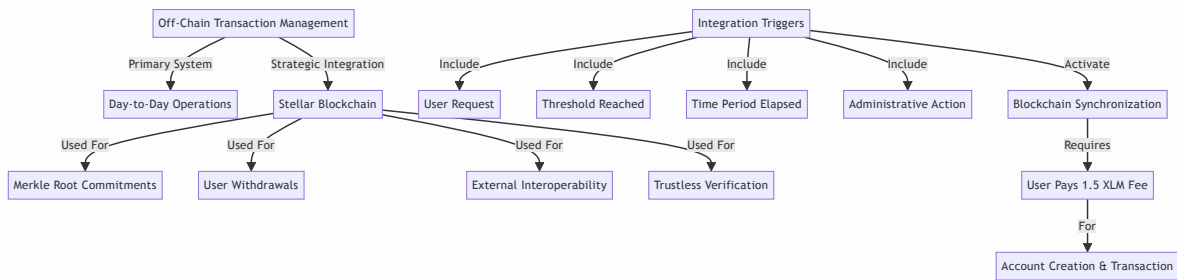 Off-Chain Transaction Management
Integration Triggers
Primary System
Strategic Integration
Include
Include
Include
Include
Activate
Day-to-Day Operations
Stellar Blockchain
User Request
Threshold Reached
Time Period Elapsed
Administrative Action
Blockchain Synchronization
Used For
Used For
Used For
Used For
Requires
Merkle Root Commitments
User Withdrawals
External Interoperability
Trustless Verification
User Pays 1.5 XLM Fee
For
Account Creation & Transaction